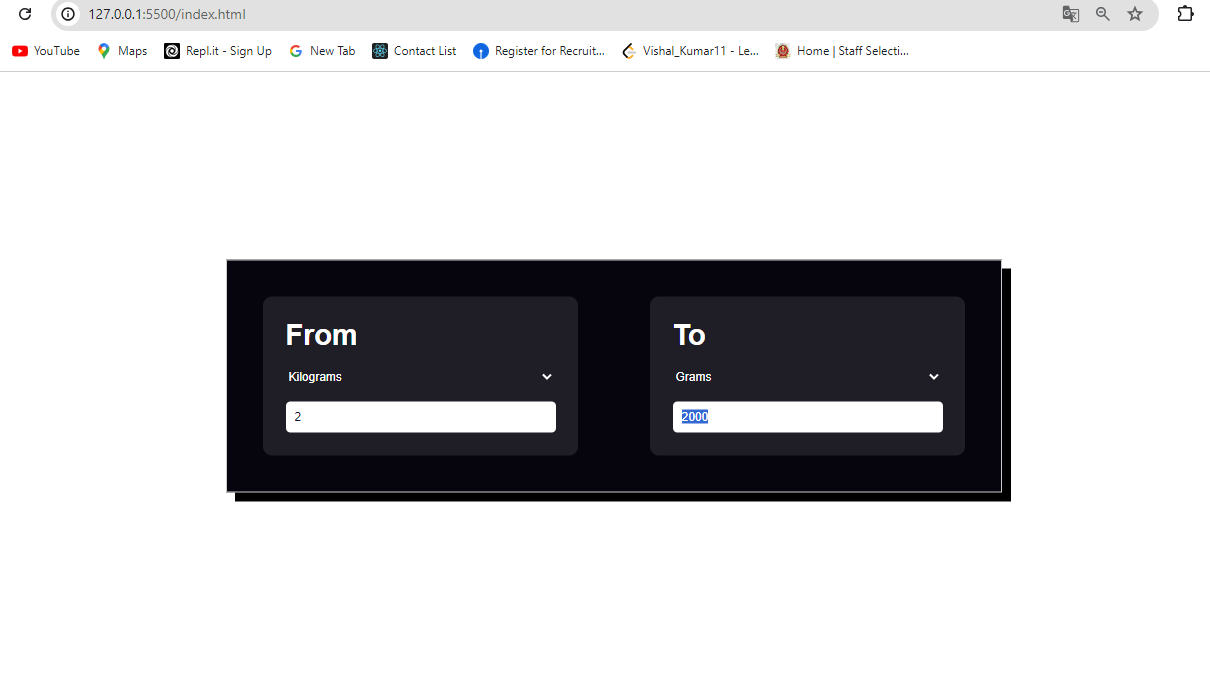 127.0.0.1:5500/index.html
YouTube Maps Repl.it - Sign Up New Tab Contact List Register for Recruit... Vishal_Kumar11 - Le... Home | Staff Selecti...
From
Kilograms
2
To
Grams
2000